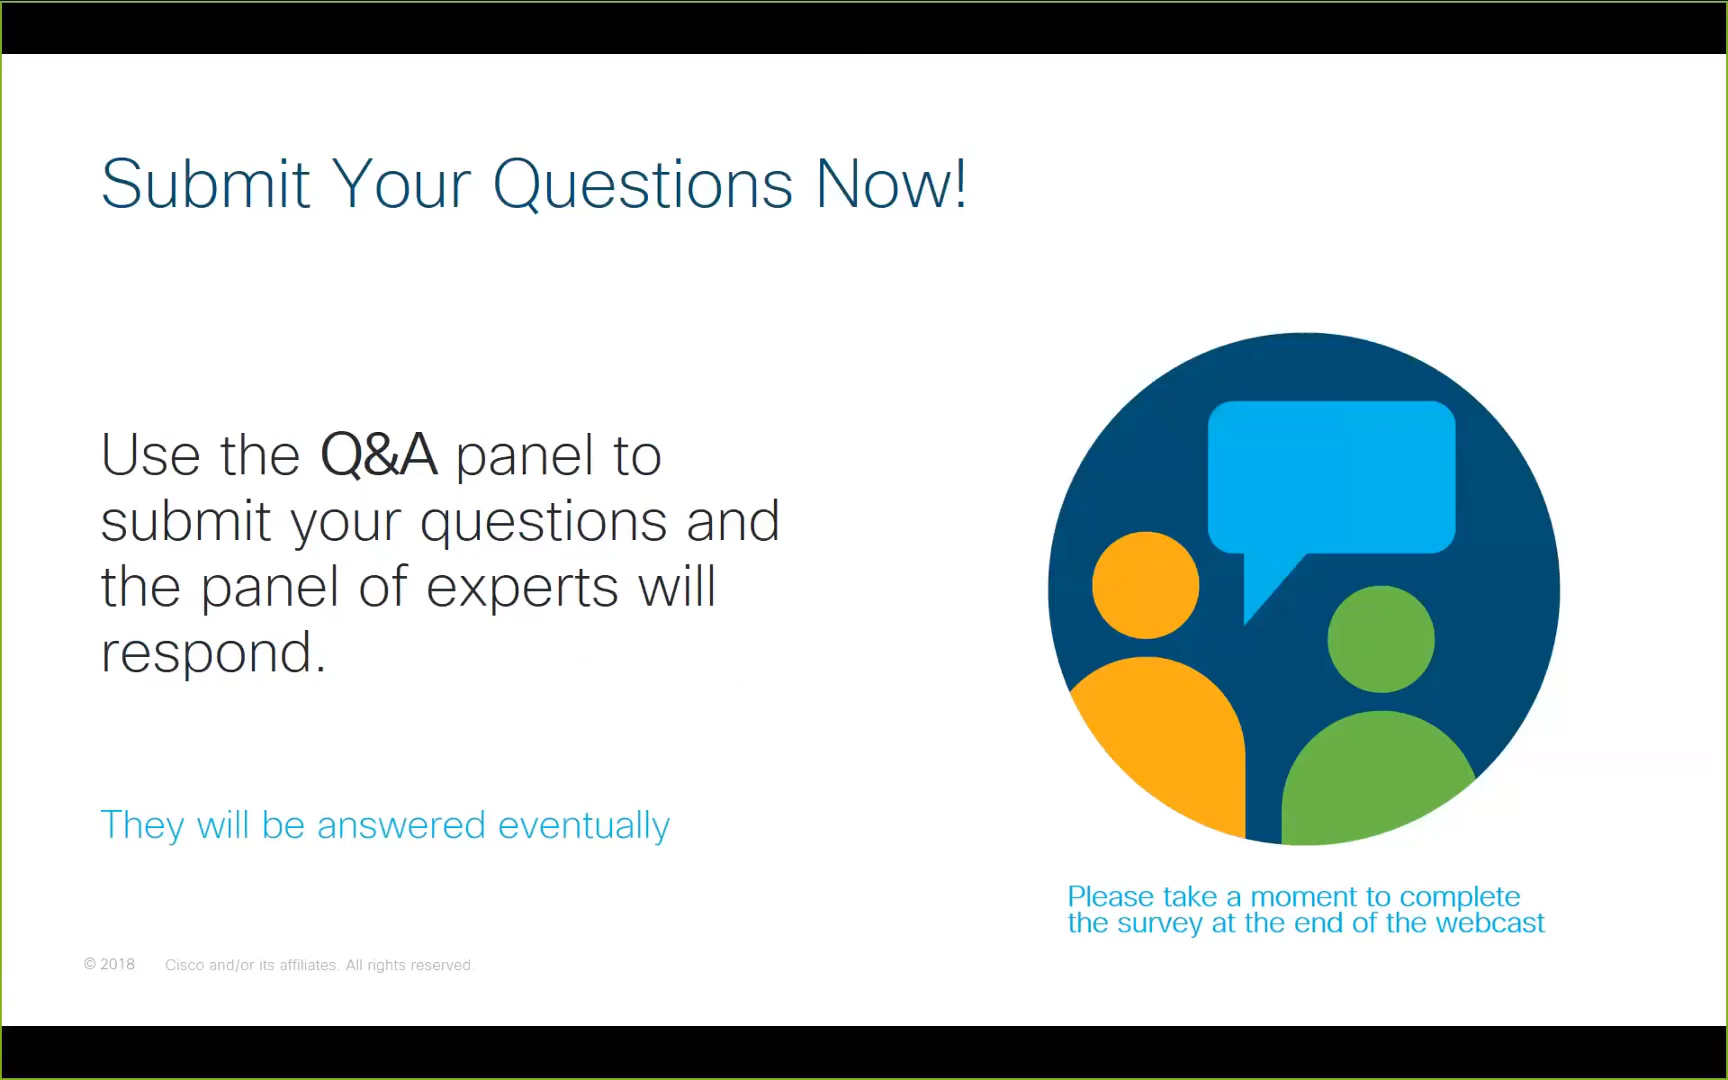 Submit Your Questions Now!
Use the Q&A panel to
submit your questions and
the panel of experts will
respond.
They will be answered eventually
Please take a moment to complete
the survey at the end of the webcast
© 2018 Cisco and/or its affiliates. All rights reserved.